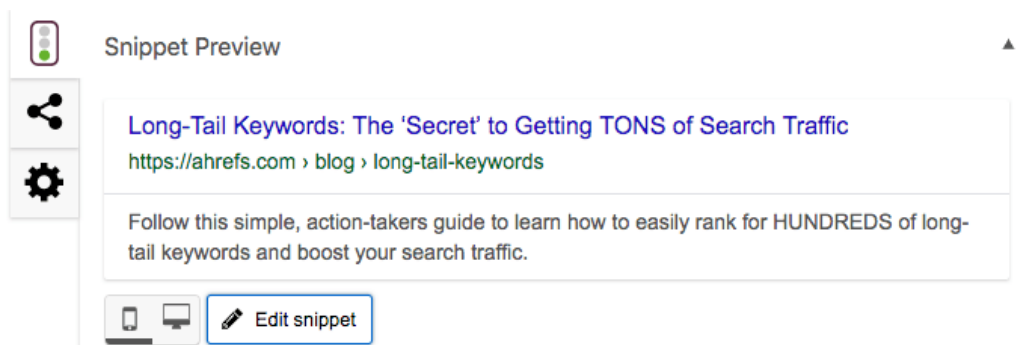 Snippet Preview
Long-Tail Keywords: The ‘Secret’ to Getting TONS of Search Traffic
https://ahrefs.com › blog › long-tail-keywords
Follow this simple, action-takers guide to learn how to easily rank for HUNDREDS of long-
tail keywords and boost your search traffic.
Edit snippet